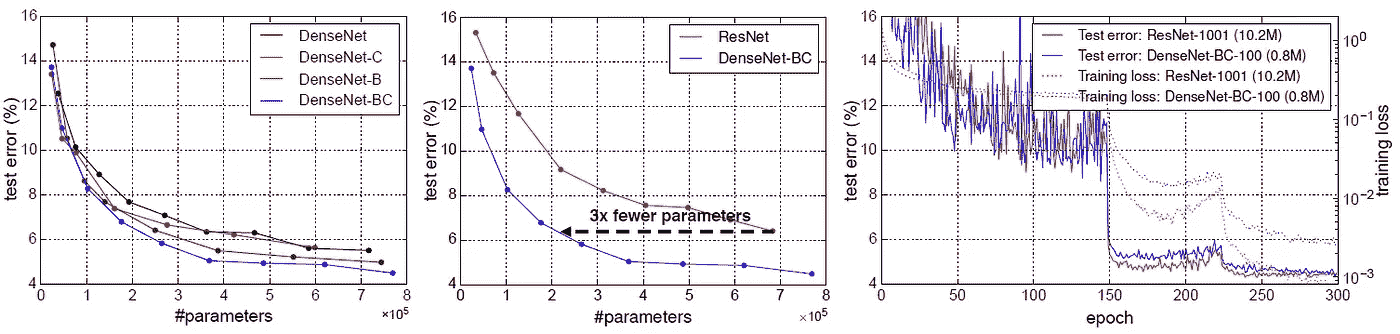 16
14
12
10
8
6
4
test error (%)
DenseNet
DenseNet-C
DenseNet-B
DenseNet-BC
0 1 2 3 4 5 6 7 8
×10⁵
#parameters
16
14
12
10
8
6
4
test error (%)
ResNet
DenseNet-BC
3x fewer parameters
0 1 2 3 4 5 6 7 8
×10⁵
#parameters
16
14
12
10
8
6
4
test error (%)
Test error: ResNet-1001 (10.2M)
Test error: DenseNet-BC-100 (0.8M)
Training loss: ResNet-1001 (10.2M)
Training loss: DenseNet-BC-100 (0.8M)
10⁰
10⁻¹
10⁻²
10⁻³
training loss
0 50 100 150 200 250 300
epoch